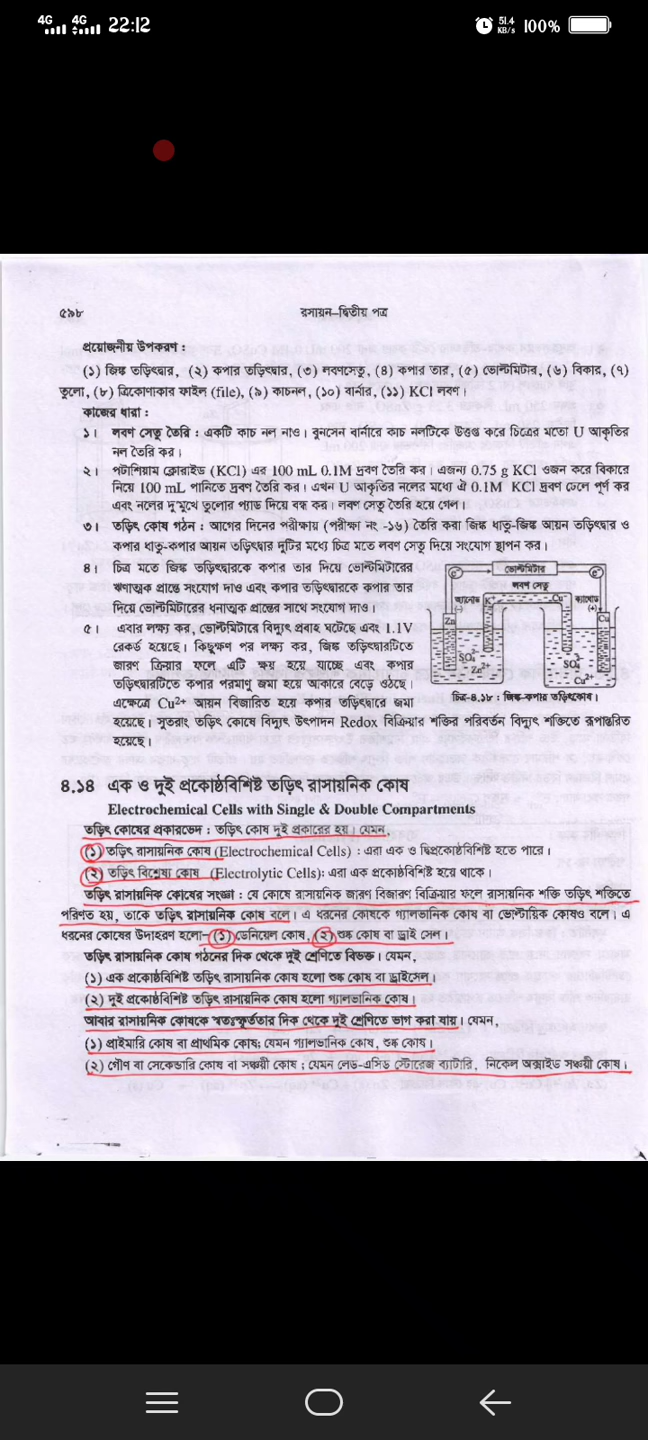 4G 4G 22:12 51.4 KB/s 100%
৫৯৮ রসায়ন–দ্বিতীয় পত্র
প্রয়োজনীয় উপকরণ :
(১) জিঙ্ক তড়িৎদ্বার, (২) কপার তড়িৎদ্বার, (৩) লবণসেতু, (৪) কপার তার, (৫) ভোল্টমিটার, (৬) বিকার, (৭)
তুলো, (৮) ত্রিকোণাকার ফাইল (file), (৯) কাচনল, (১০) বার্নার, (১১) KCl লবণ।
কাজের ধারা :
১। লবণ সেতু তৈরি : একটি কাচ নল নাও। বুনসেন বার্নারে কাচ নলটিকে উত্তপ্ত করে চিত্রের মতো U আকৃতির
নল তৈরি কর।
২। পটাশিয়াম ক্লোরাইড (KCl) এর 100 mL 0.1M দ্রবণ তৈরি কর। এজন্য 0.75 g KCl ওজন করে বিকারে
নিয়ে 100 mL পানিতে দ্রবণ তৈরি কর। এখন U আকৃতির নলের মধ্যে ঐ 0.1M KCl দ্রবণ ঢেলে পূর্ণ কর
এবং নলের দু'মুখে তুলোর প্যাড দিয়ে বন্ধ কর। লবণ সেতু তৈরি হয়ে গেল।
৩। তড়িৎ কোষ গঠন : আগের দিনের পরীক্ষায় (পরীক্ষা নং -১৬) তৈরি করা জিঙ্ক ধাতু-জিঙ্ক আয়ন তড়িৎদ্বার ও
কপার ধাতু-কপার আয়ন তড়িৎদ্বার দুটির মধ্যে চিত্র মতে লবণ সেতু দিয়ে সংযোগ স্থাপন কর।
৪। চিত্র মতে জিঙ্ক তড়িৎদ্বারকে কপার তার দিয়ে ভোল্টমিটারের
ঋণাত্মক প্রান্তে সংযোগ দাও এবং কপার তড়িৎদ্বারকে কপার তার
দিয়ে ভোল্টমিটারের ধনাত্মক প্রান্তের সাথে সংযোগ দাও।
৫। এবার লক্ষ্য কর, ভোল্টমিটারে বিদ্যুৎ প্রবাহ ঘটেছে এবং 1.1V
রেকর্ড হয়েছে। কিছুক্ষণ পর লক্ষ্য কর, জিঙ্ক তড়িৎদ্বারটিতে
জারণ ক্রিয়ার ফলে এটি ক্ষয় হয়ে যাচ্ছে এবং কপার
তড়িৎদ্বারটিতে কপার পরমাণু জমা হয়ে আকারে বেড়ে ওঠছে।
এক্ষেত্রে Cu²⁺ আয়ন বিজারিত হয়ে কপার তড়িৎদ্বারে জমা
হয়েছে। সুতরাং তড়িৎ কোষে বিদ্যুৎ উৎপাদন Redox বিক্রিয়ার শক্তির পরিবর্তন বিদ্যুৎ শক্তিতে রূপান্তরিত
হয়েছে।
e⁻ ভোল্টমিটার e⁻
লবণ সেতু
অ্যানোড K⁺ Cl⁻ ক্যাথোড
(-) (+)
Zn Cu
SO₄²⁻ SO₄²⁻
Zn²⁺ Cu²⁺
চিত্র-৪.১৮ : জিঙ্ক-কপার তড়িৎকোষ।
৪.১৪ এক ও দুই প্রকোষ্ঠবিশিষ্ট তড়িৎ রাসায়নিক কোষ
Electrochemical Cells with Single & Double Compartments
তড়িৎ কোষের প্রকারভেদ : তড়িৎ কোষ দুই প্রকারের হয়। যেমন,
(১) তড়িৎ রাসায়নিক কোষ (Electrochemical Cells) : এরা এক ও দ্বিপ্রকোষ্ঠবিশিষ্ট হতে পারে।
(২) তড়িৎ বিশ্লেষ্য কোষ (Electrolytic Cells): এরা এক প্রকোষ্ঠবিশিষ্ট হয়ে থাকে।
তড়িৎ রাসায়নিক কোষের সংজ্ঞা : যে কোষে রাসায়নিক জারণ বিজারণ বিক্রিয়ার ফলে রাসায়নিক শক্তি তড়িৎ শক্তিতে
পরিণত হয়, তাকে তড়িৎ রাসায়নিক কোষ বলে। এ ধরনের কোষকে গ্যালভানিক কোষ বা ভোল্টায়িক কোষও বলে। এ
ধরনের কোষের উদাহরণ হলো–(১) ডেনিয়েল কোষ, (২) শুষ্ক কোষ বা ড্রাই সেল।
তড়িৎ রাসায়নিক কোষ গঠনের দিক থেকে দুই শ্রেণিতে বিভক্ত। যেমন,
(১) এক প্রকোষ্ঠবিশিষ্ট তড়িৎ রাসায়নিক কোষ হলো শুষ্ক কোষ বা ড্রাইসেল।
(২) দুই প্রকোষ্ঠবিশিষ্ট তড়িৎ রাসায়নিক কোষ হলো গ্যালভানিক কোষ।
আবার রাসায়নিক কোষকে স্বতঃস্ফূর্ততার দিক থেকে দুই শ্রেণিতে ভাগ করা যায়। যেমন,
(১) প্রাইমারি কোষ বা প্রাথমিক কোষ; যেমন গ্যালভানিক কোষ, শুষ্ক কোষ।
(২) গৌণ বা সেকেন্ডারি কোষ বা সঞ্চয়ী কোষ ; যেমন লেড-এসিড স্টোরেজ ব্যাটারি, নিকেল অক্সাইড সঞ্চয়ী কোষ।